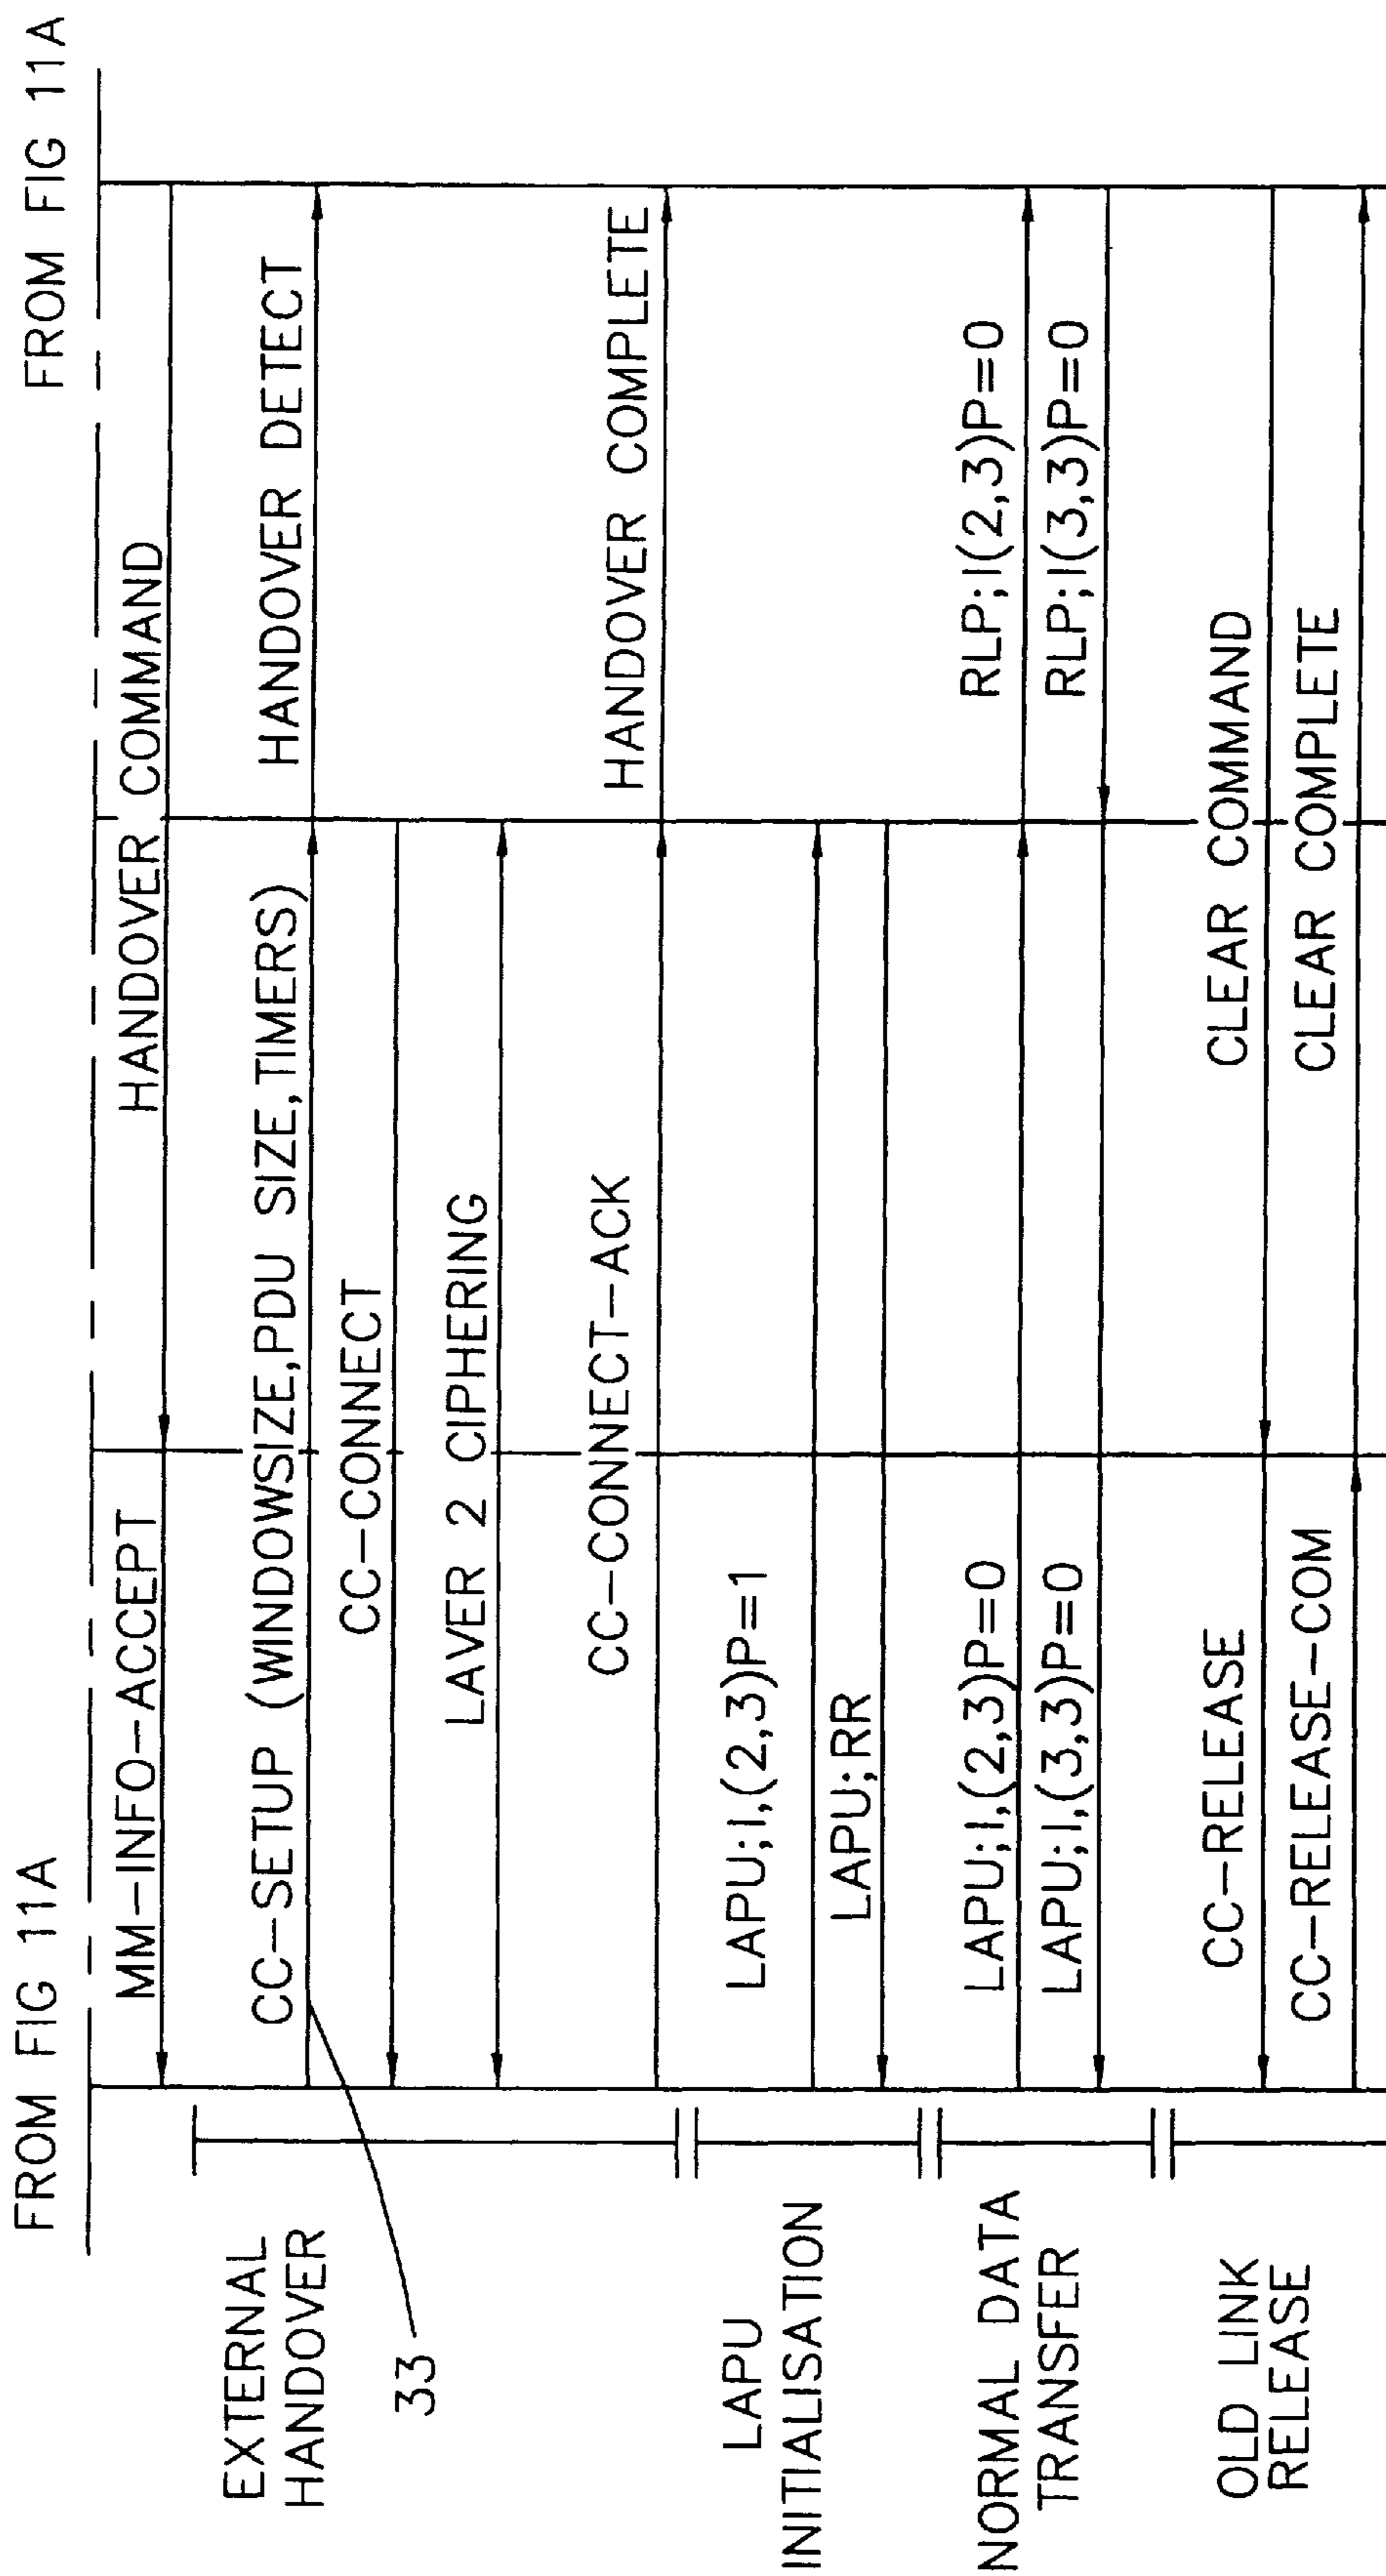 FROM FIG 11A
FROM FIG 11A
MM-INFO-ACCEPT
HANDOVER COMMAND
EXTERNAL
HANDOVER
CC-SETUP (WINDOWSIZE,PDU SIZE,TIMERS)
HANDOVER DETECT
CC-CONNECT
33
LAVER 2 CIPHERING
CC-CONNECT-ACK
HANDOVER COMPLETE
LAPU
INITIALISATION
LAPU;I,(2,3)P=1
LAPU;RR
NORMAL DATA
TRANSFER
LAPU;I,(2,3)P=0
RLP;I(2,3)P=0
LAPU;I,(3,3)P=0
RLP;I(3,3)P=0
OLD LINK
RELEASE
CC-RELEASE
CLEAR COMMAND
CC-RELEASE-COM
CLEAR COMPLETE